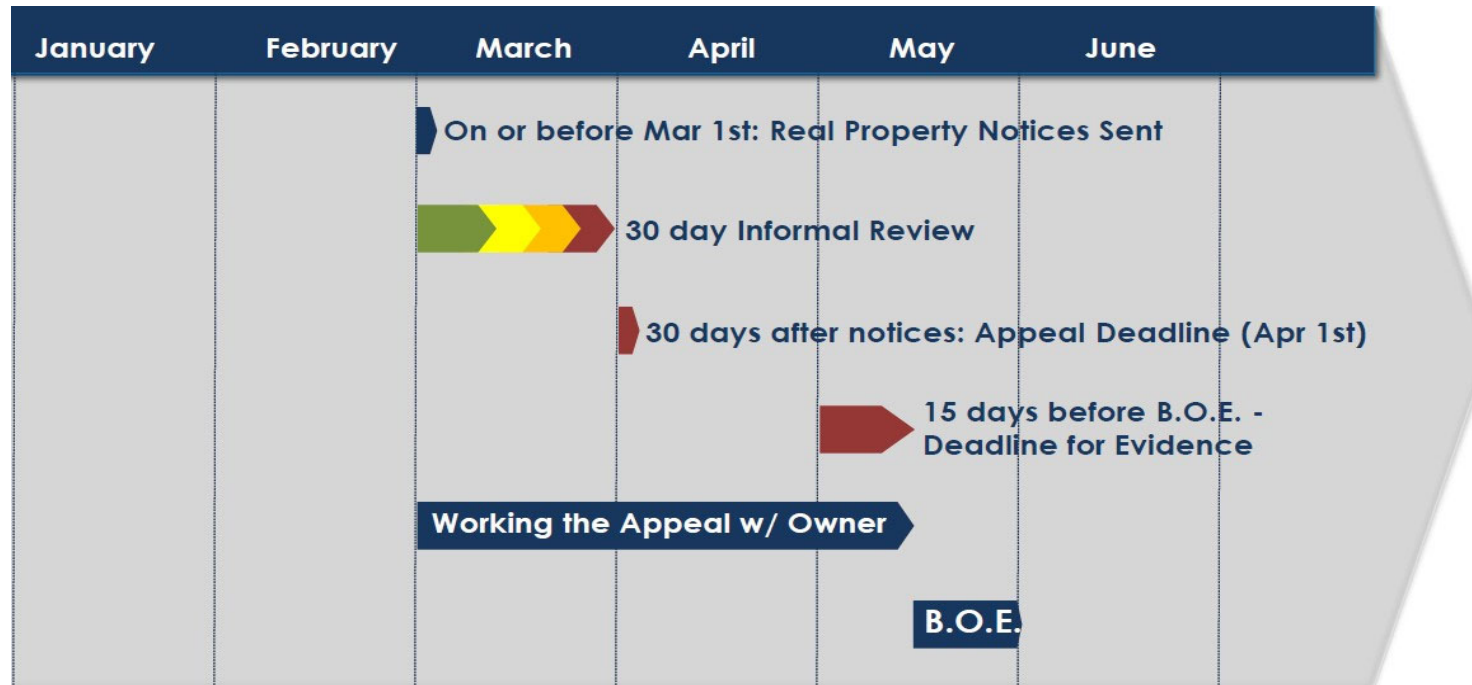 January February March April May June
On or before Mar 1st: Real Property Notices Sent
30 day Informal Review
30 days after notices: Appeal Deadline (Apr 1st)
15 days before B.O.E. -
Deadline for Evidence
Working the Appeal w/ Owner
B.O.E.